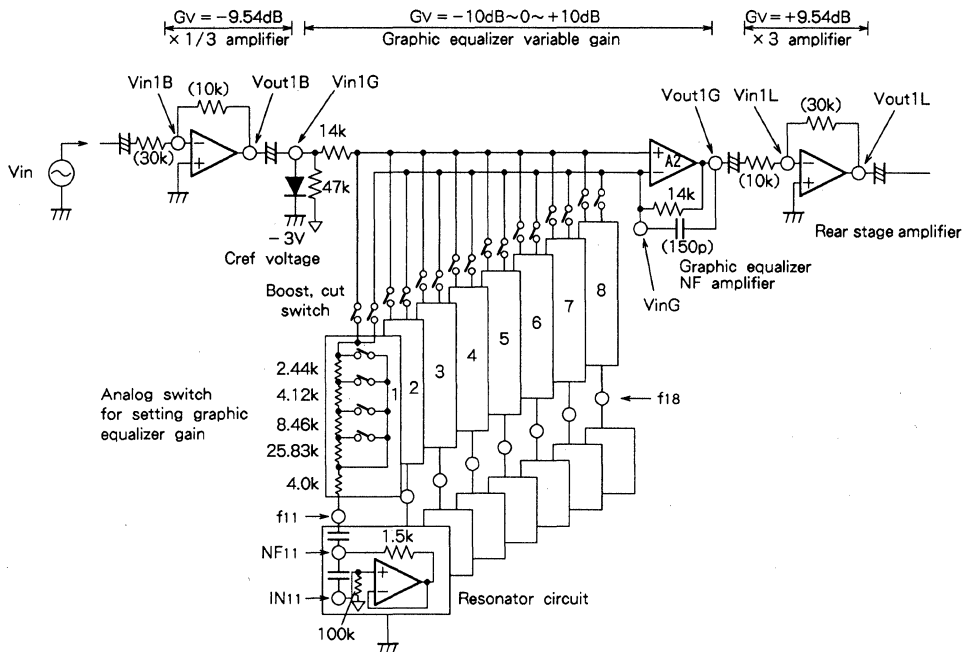 Gv = −9.54dB
× 1/3 amplifier
Gv = −10dB~0~ +10dB
Graphic equalizer variable gain
Gv = +9.54dB
× 3 amplifier
Vin1B
Vout1B
Vin1G
(10k)
(30k)
Vin
14k
47k
−3V
Cref voltage
Vout1G
Vin1L
Vout1L
A2
14k
(150p)
(10k)
(30k)
Rear stage amplifier
Graphic equalizer
NF amplifier
VinG
Boost, cut
switch
Analog switch
for setting graphic
equalizer gain
2.44k
4.12k
8.46k
25.83k
4.0k
1
2
3
4
5
6
7
8
f18
f11
NF11
IN11
1.5k
100k
Resonator circuit
+
−
+
−
+
−
+
−
+
−